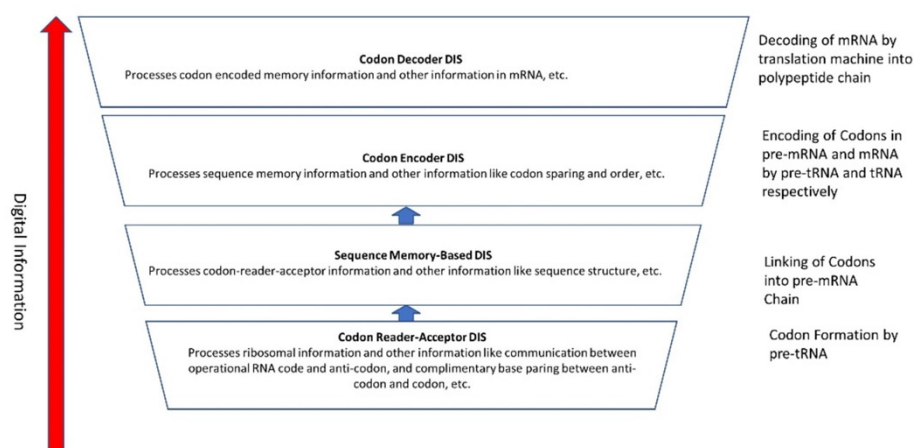 Digital Information
Codon Decoder DIS
Processes codon encoded memory information and other information in mRNA, etc.
Decoding of mRNA by
translation machine into
polypeptide chain
Codon Encoder DIS
Processes sequence memory information and other information like codon sparing and order, etc.
Encoding of Codons in
pre-mRNA and mRNA
by pre-tRNA and tRNA
respectively
Sequence Memory-Based DIS
Processes codon-reader-acceptor information and other information like sequence structure, etc.
Linking of Codons
into pre-mRNA
Chain
Codon Reader-Acceptor DIS
Processes ribosomal information and other information like communication between
operational RNA code and anti-codon, and complimentary base paring between anti-
codon and codon, etc.
Codon Formation by
pre-tRNA